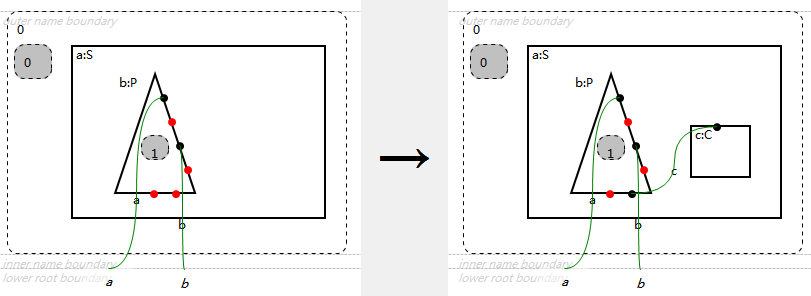 outer name boundary
0
a:S
0
b:P
1
a
b
inner name boundary
lower root boundary
a
b
outer name boundary
0
a:S
0
b:P
c:C
1
c
a
b
inner name boundary
lower root boundary
a
b